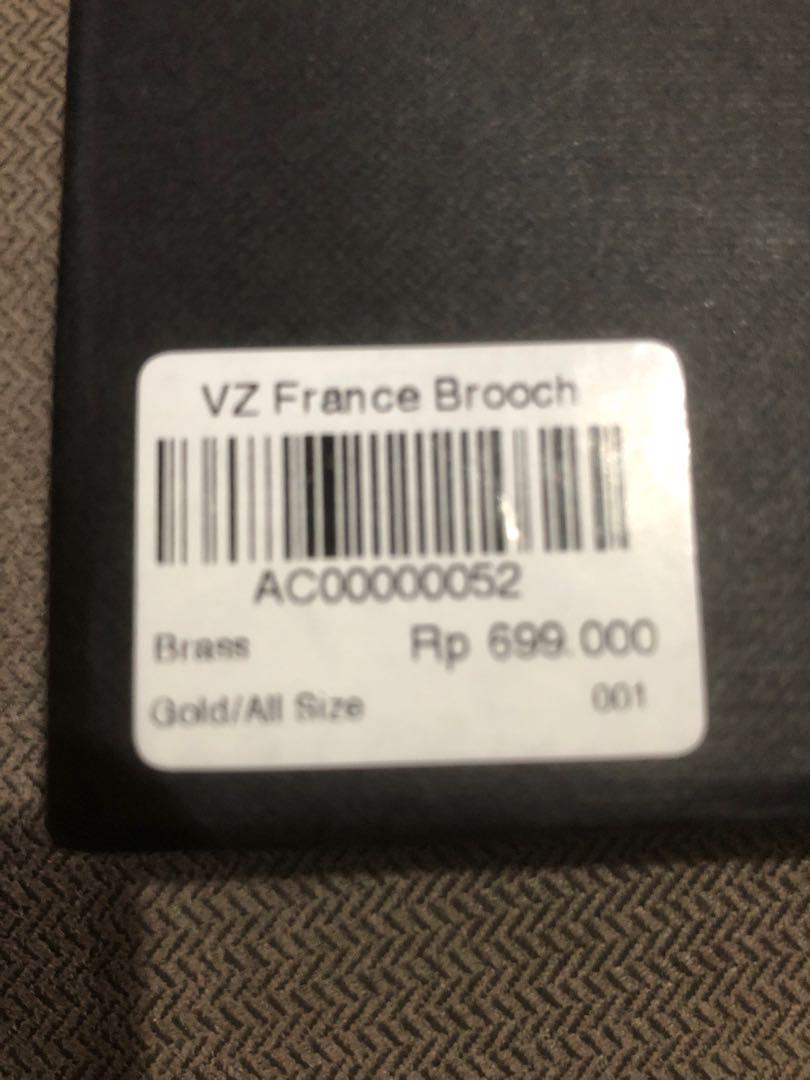 VZ France Brooch
AC00000052
Brass Rp 699.000
Gold/All Size 001